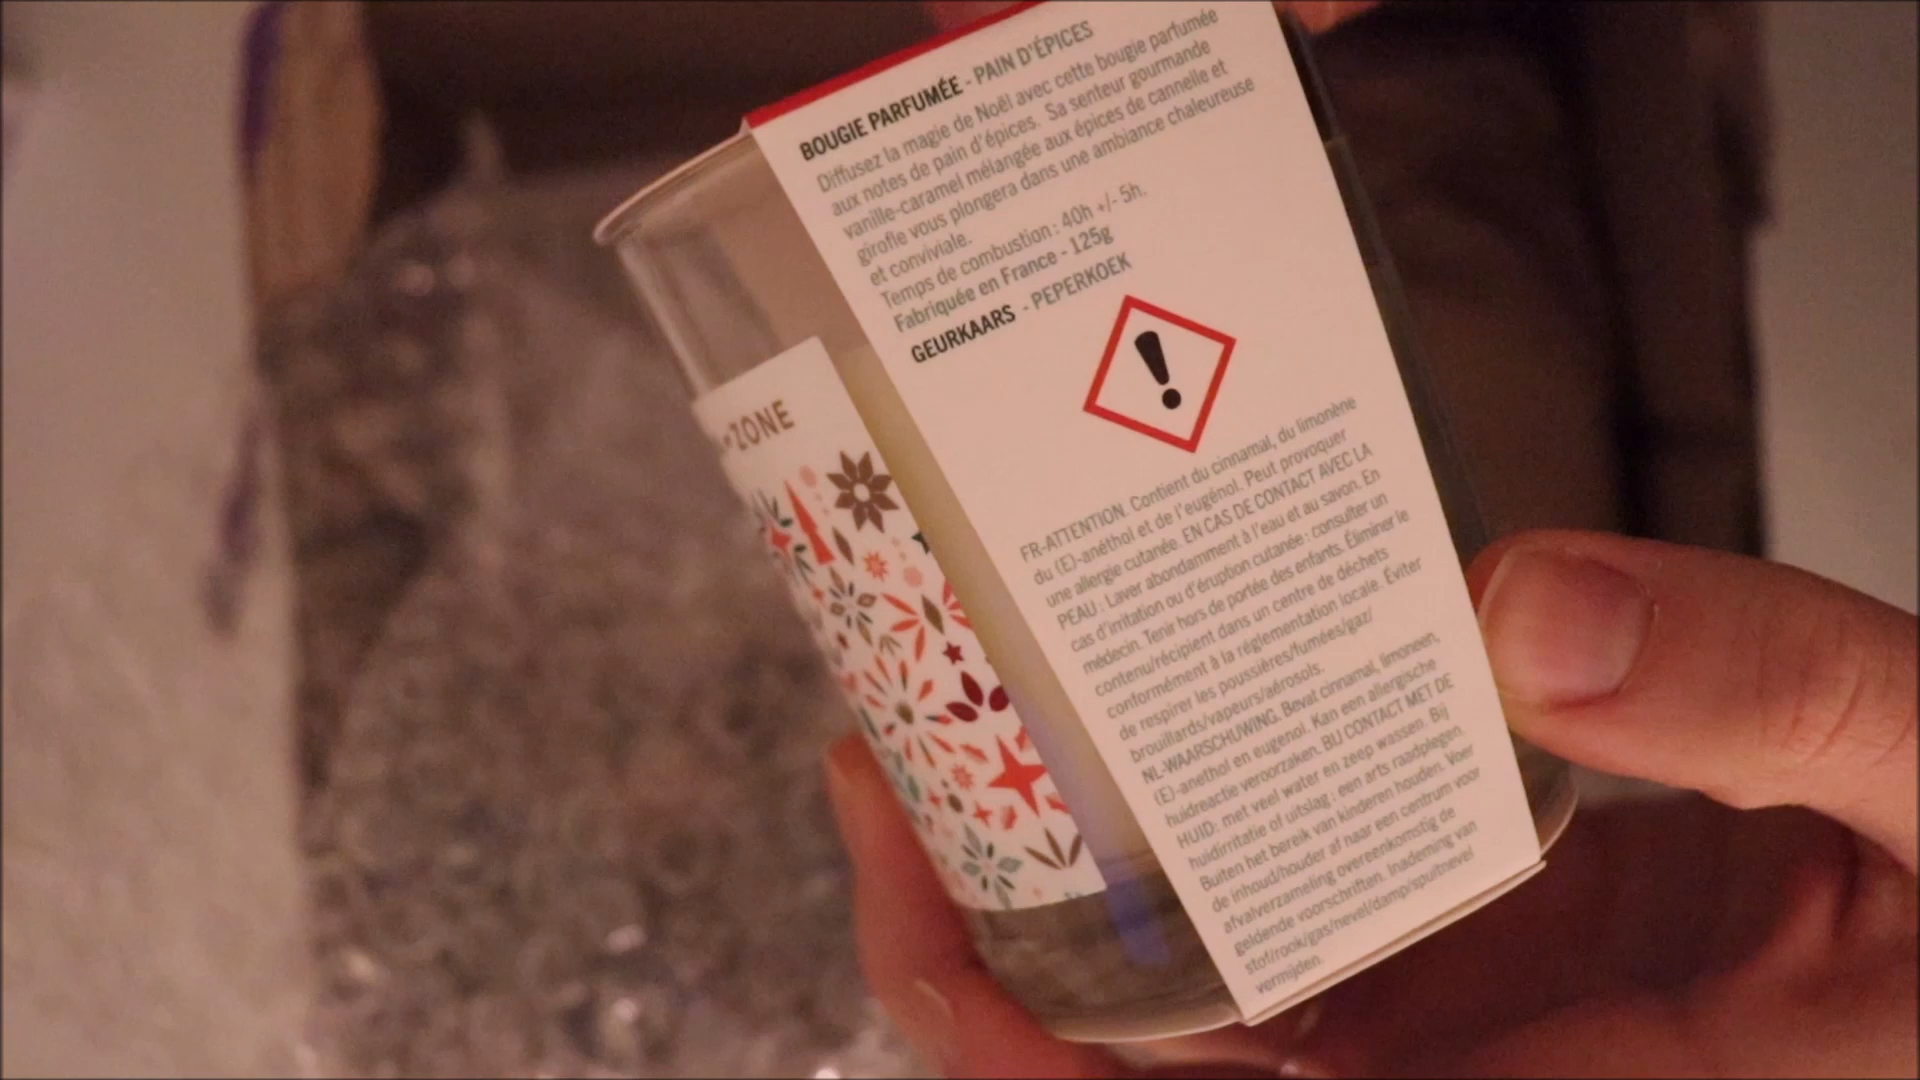 BOUGIE PARFUMÉE - PAIN D'ÉPICES
Diffusez la magie de Noël avec cette bougie parfumée
aux notes de pain d'épices. Sa senteur gourmande
vanille-caramel mélangée aux épices de cannelle et
girofle vous plongera dans une ambiance chaleureuse
et conviviale.
Temps de combustion : 40h +/- 5h.
Fabriquée en France - 125g
GEURKAARS - PEPERKOEK
ZONE
FR-ATTENTION. Contient du cinnamal, du limonène
du (E)-anéthol et de l'eugénol. Peut provoquer
une allergie cutanée. EN CAS DE CONTACT AVEC LA
PEAU : Laver abondamment à l'eau et au savon. En
cas d'irritation ou d'éruption cutanée : consulter un
médecin. Tenir hors de portée des enfants. Éliminer le
contenu/récipient dans un centre de déchets
conformément à la réglementation locale. Éviter
de respirer les poussières/fumées/gaz/
brouillards/vapeurs/aérosols.
NL-WAARSCHUWING. Bevat cinnamal, limoneen,
(E)-anethol en eugenol. Kan een allergische
huidreactie veroorzaken. BIJ CONTACT MET DE
HUID: met veel water en zeep wassen. Bij
huidirritatie of uitslag : een arts raadplegen.
Buiten het bereik van kinderen houden. Voer
de inhoud/houder af naar een centrum voor
afvalverzameling overeenkomstig de
geldende voorschriften. Inademing van
stof/rook/gas/nevel/damp/spuitnevel
vermijden.